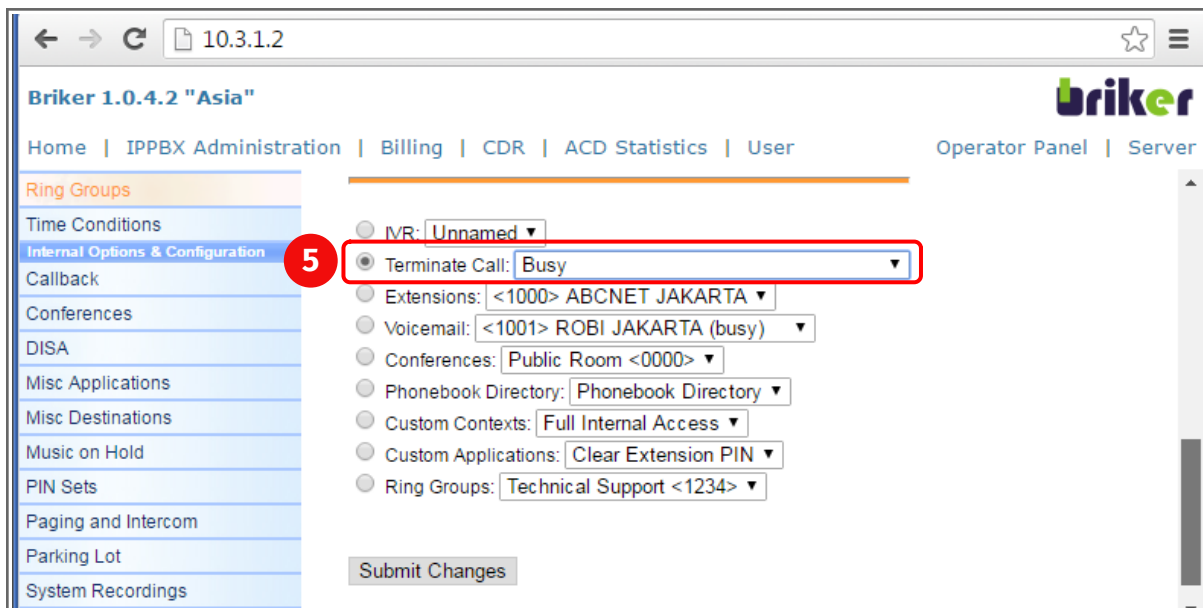 10.3.1.2
Briker 1.0.4.2 "Asia"
briker
Home | IPPBX Administration | Billing | CDR | ACD Statistics | User Operator Panel | Server
Ring Groups
Time Conditions
Internal Options & Configuration
Callback
Conferences
DISA
Misc Applications
Misc Destinations
Music on Hold
PIN Sets
Paging and Intercom
Parking Lot
System Recordings
IVR: Unnamed
5
Terminate Call: Busy
Extensions: <1000> ABCNET JAKARTA
Voicemail: <1001> ROBI JAKARTA (busy)
Conferences: Public Room <0000>
Phonebook Directory: Phonebook Directory
Custom Contexts: Full Internal Access
Custom Applications: Clear Extension PIN
Ring Groups: Technical Support <1234>
Submit Changes